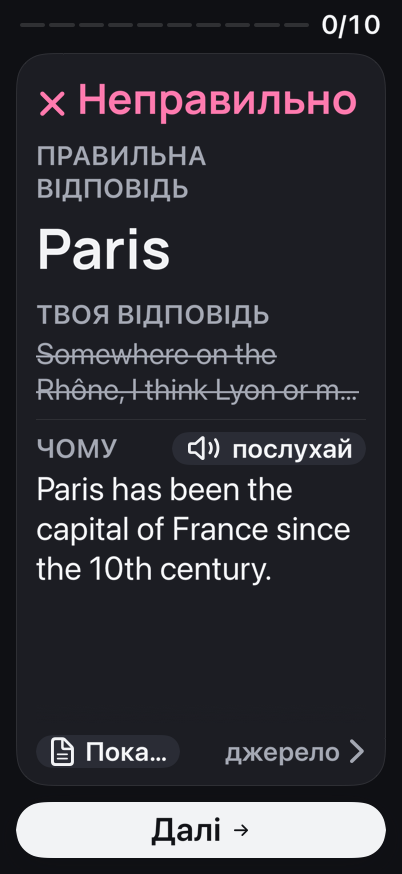 0/10
Неправильно
ПРАВИЛЬНА
ВІДПОВІДЬ
Paris
ТВОЯ ВІДПОВІДЬ
Somewhere on the
Rhône, I think Lyon or m…
ЧОМУ
послухай
Paris has been the
capital of France since
the 10th century.
Пока…
джерело
Далі →